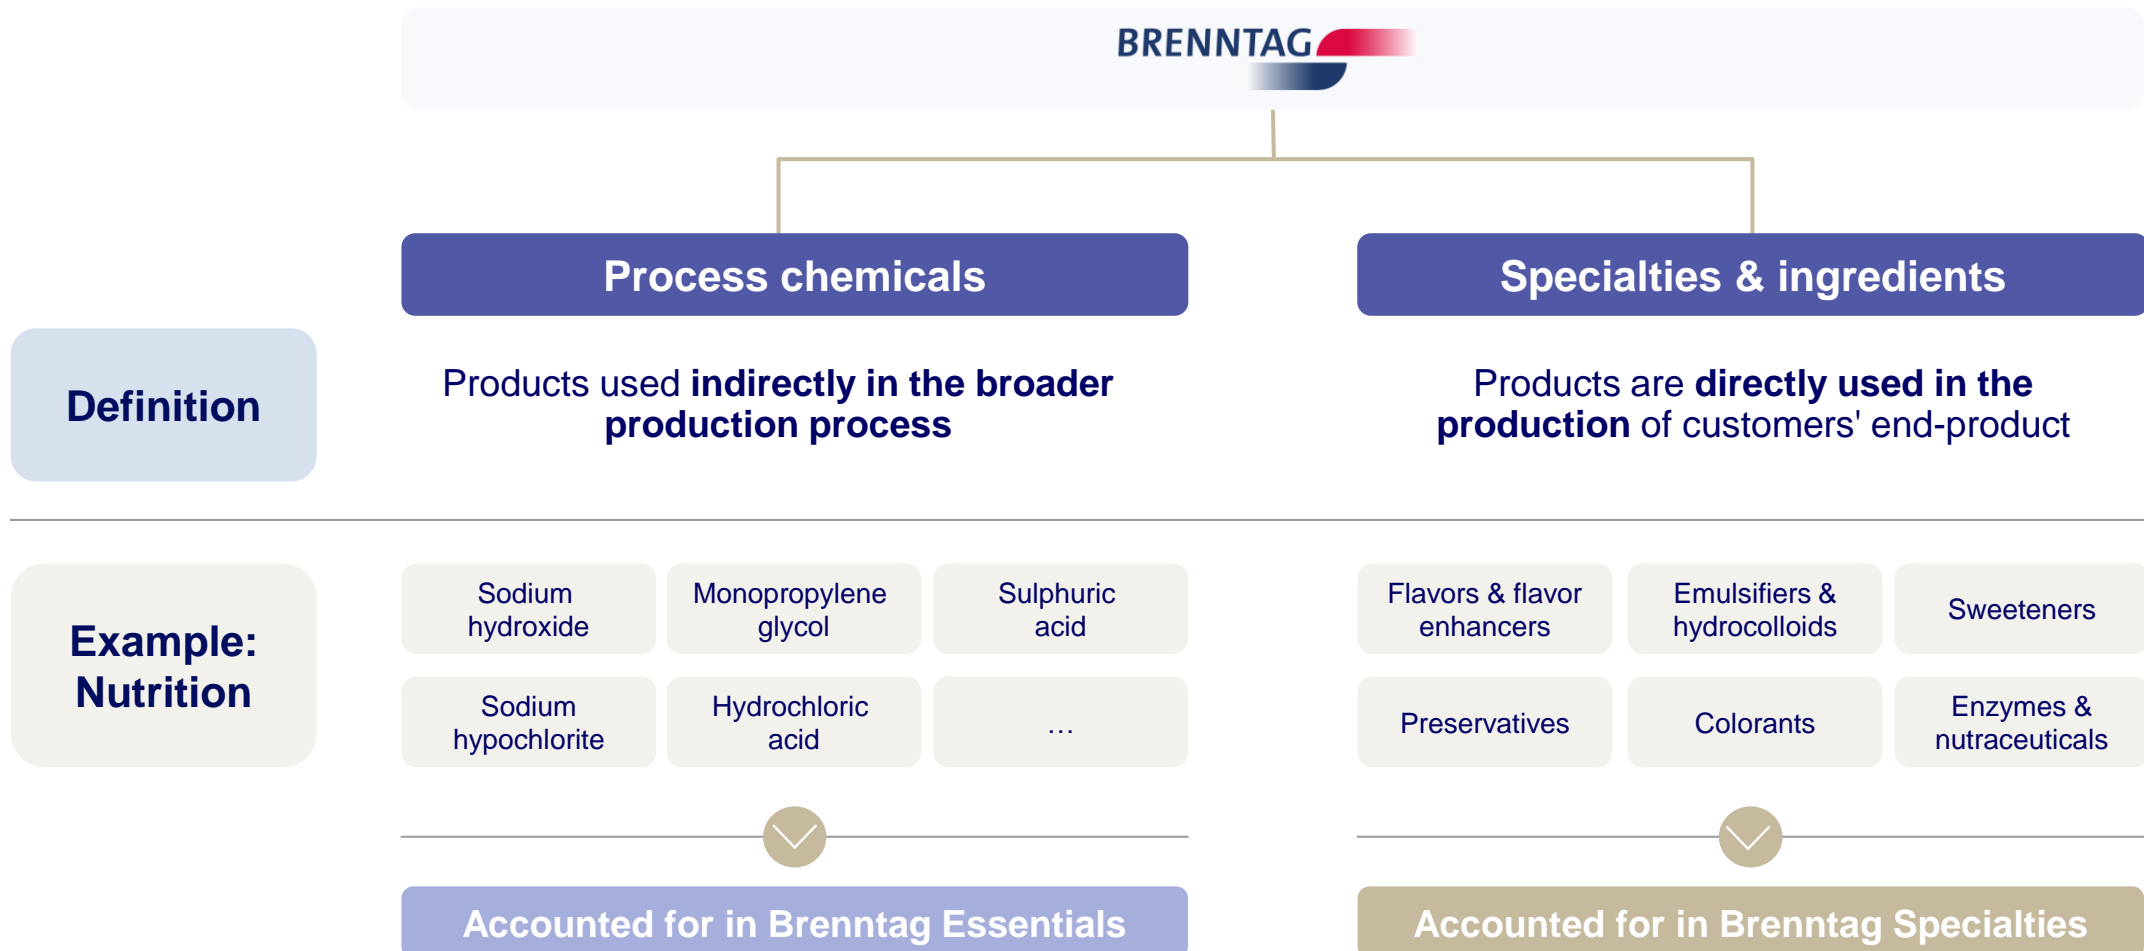 BRENNTAG
Process chemicals
Specialties & ingredients
Definition
Products used indirectly in the broader
production process
Products are directly used in the
production of customers' end-product
Example:
Nutrition
Sodium
hydroxide
Monopropylene
glycol
Sulphuric
acid
Sodium
hypochlorite
Hydrochloric
acid
…
Flavors & flavor
enhancers
Emulsifiers &
hydrocolloids
Sweeteners
Preservatives
Colorants
Enzymes &
nutraceuticals
Accounted for in Brenntag Essentials
Accounted for in Brenntag Specialties